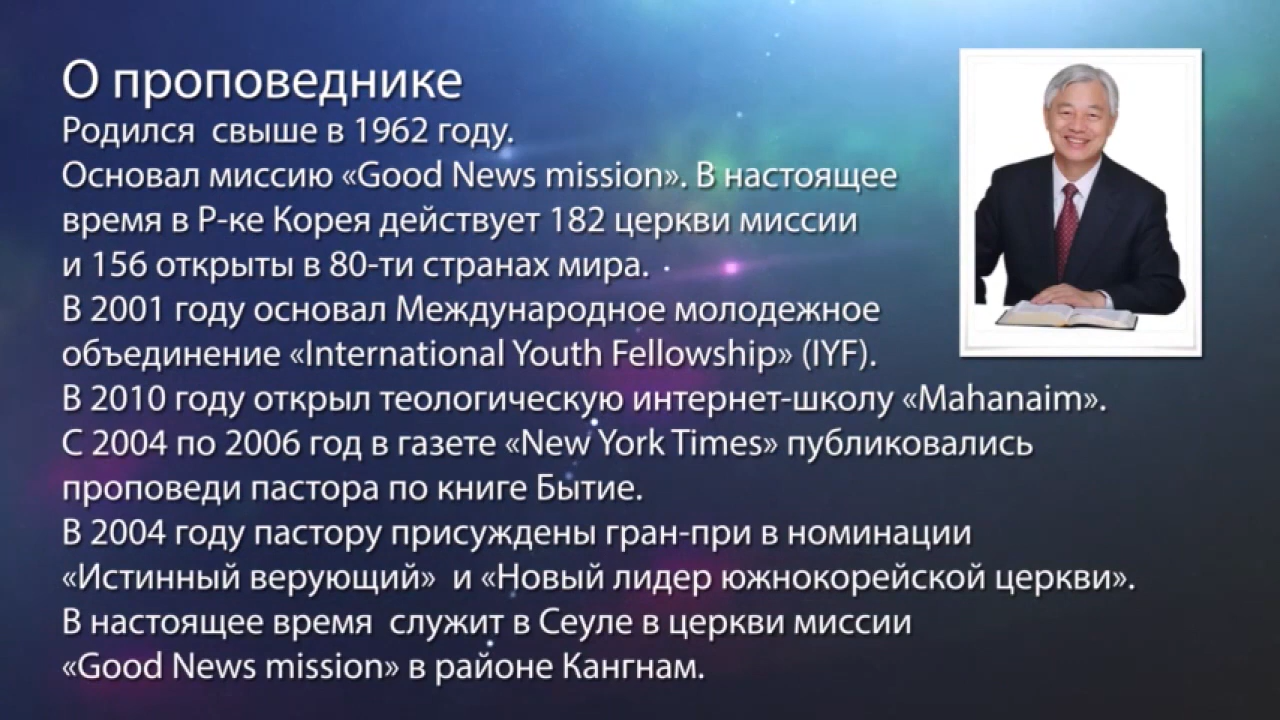 О проповеднике
Родился свыше в 1962 году.
Основал миссию «Good News mission». В настоящее
время в Р-ке Корея действует 182 церкви миссии
и 156 открыты в 80-ти странах мира.
В 2001 году основал Международное молодежное
объединение «International Youth Fellowship» (IYF).
В 2010 году открыл теологическую интернет-школу «Mahanaim».
С 2004 по 2006 год в газете «New York Times» публиковались
проповеди пастора по книге Бытие.
В 2004 году пастору присуждены гран-при в номинации
«Истинный верующий» и «Новый лидер южнокорейской церкви».
В настоящее время служит в Сеуле в церкви миссии
«Good News mission» в районе Кангнам.